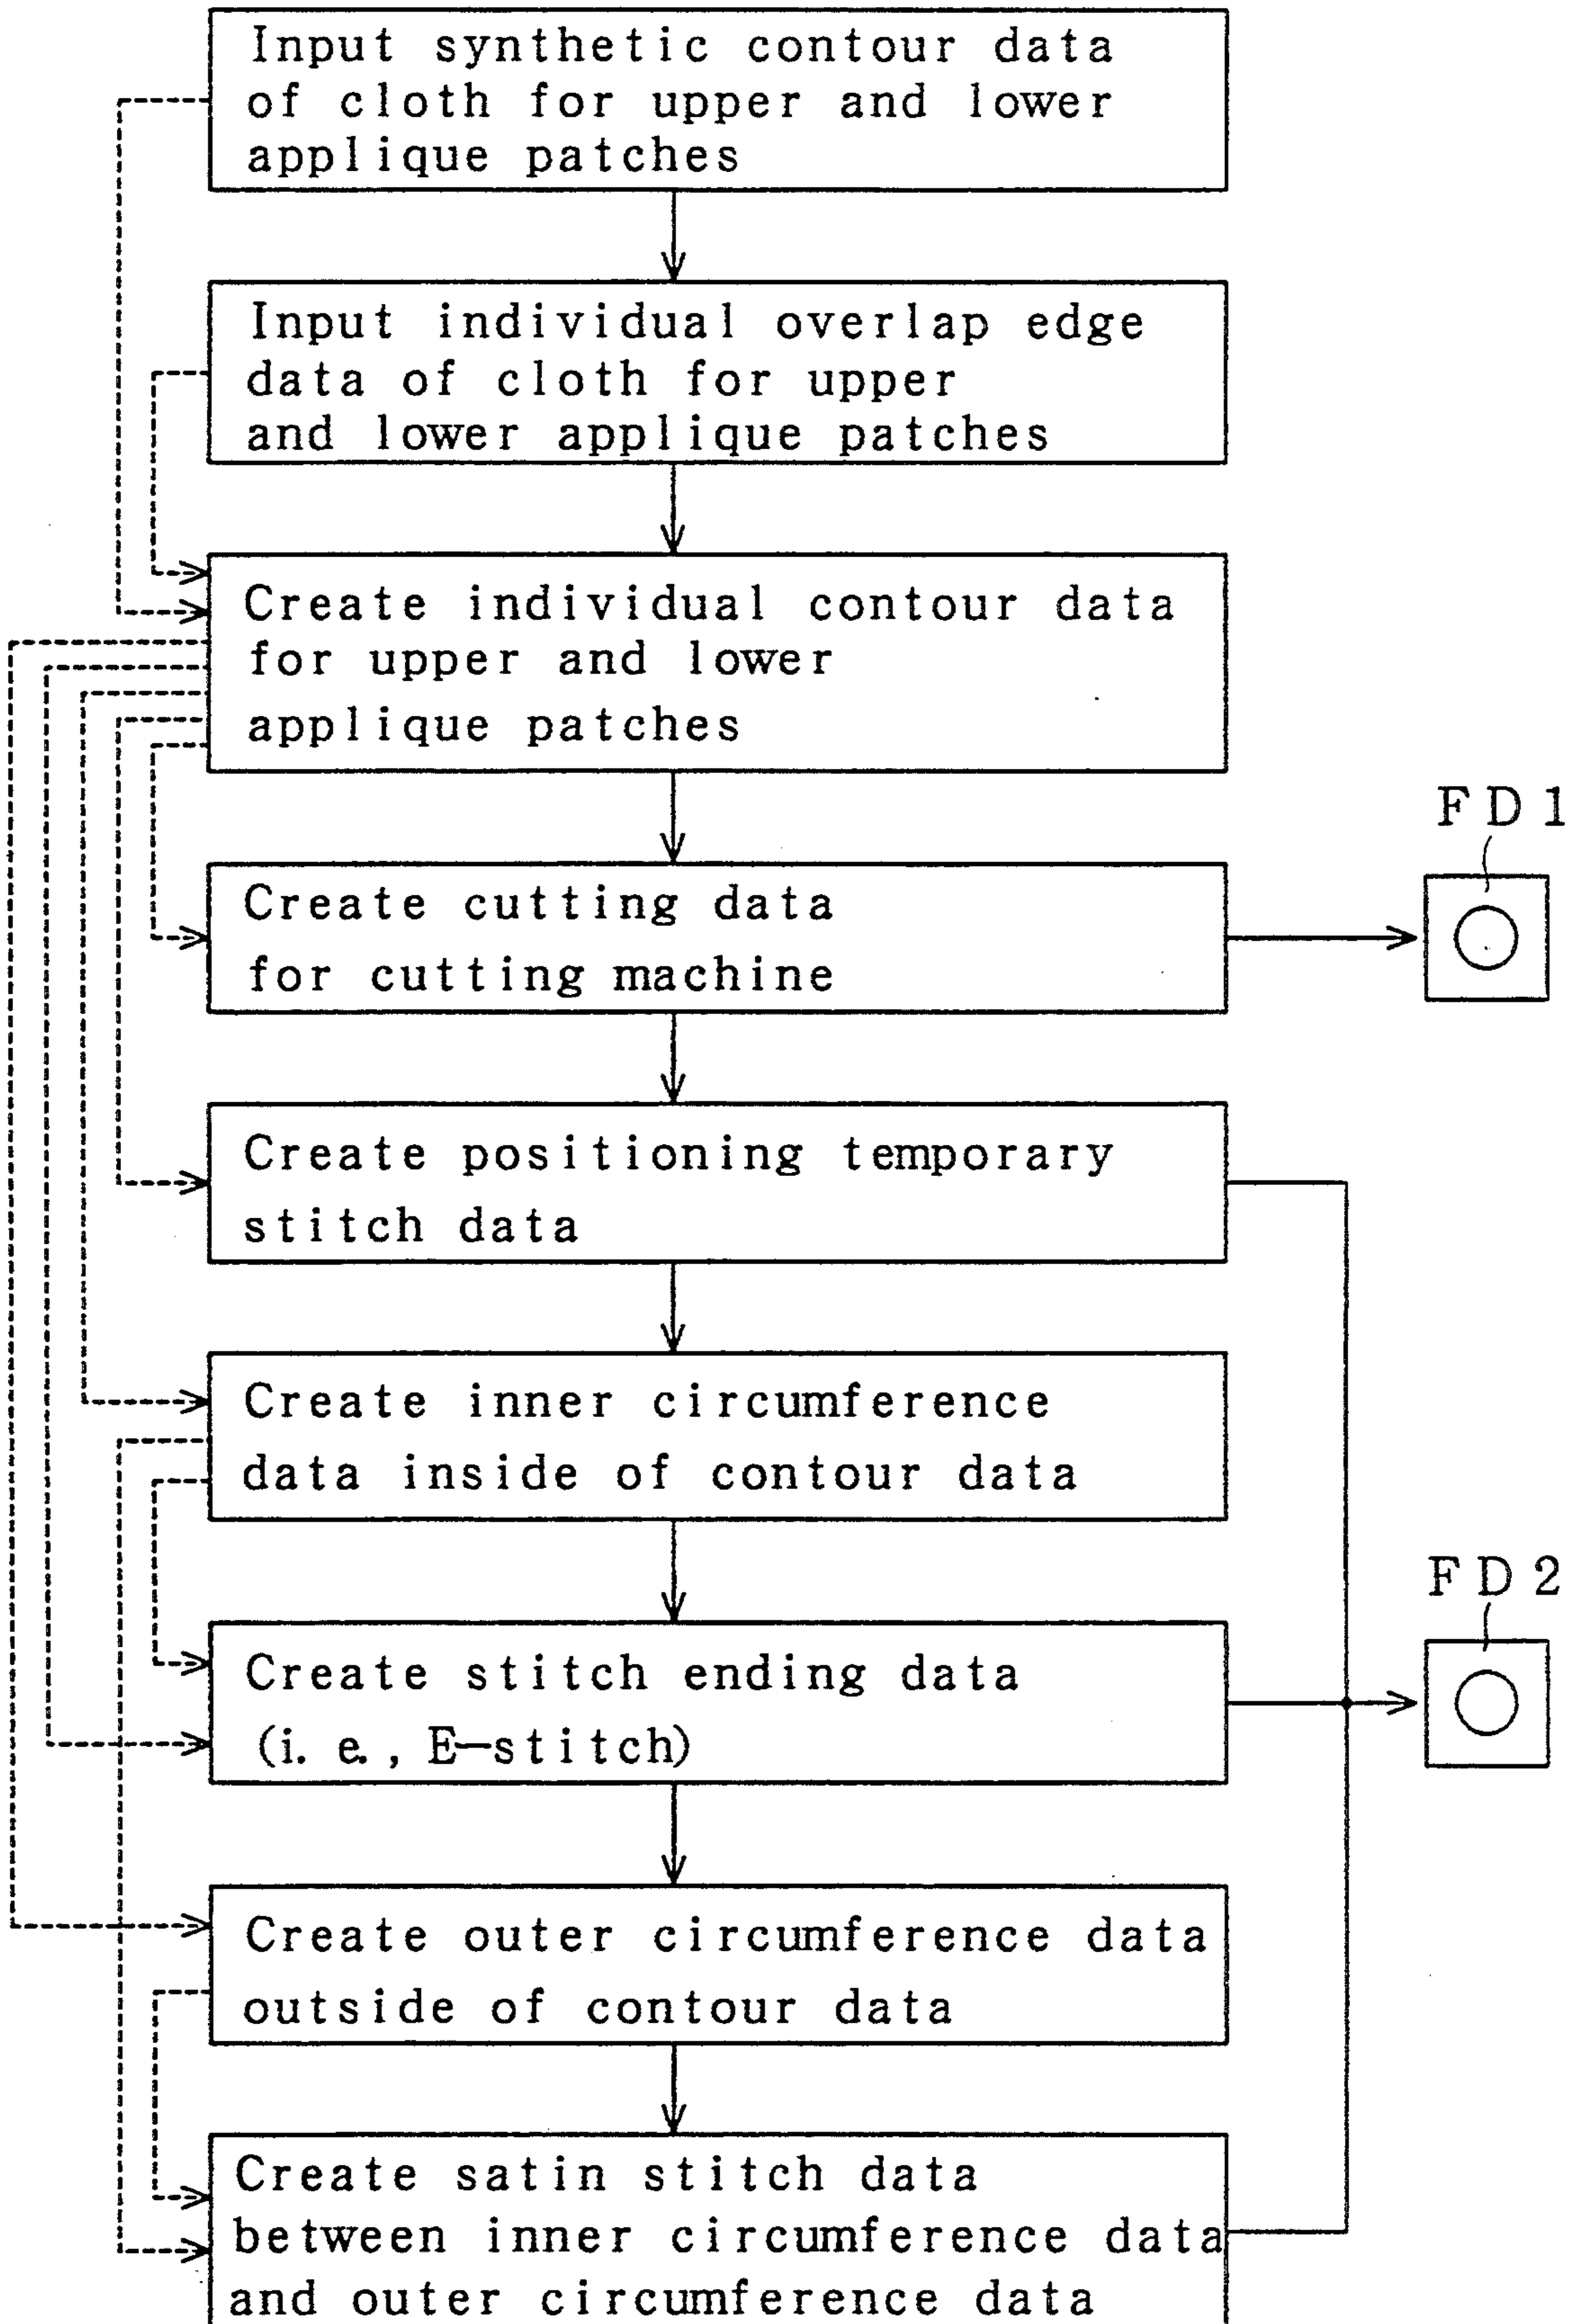 Input synthetic contour data
of cloth for upper and lower
applique patches
Input individual overlap edge
data of cloth for upper
and lower applique patches
Create individual contour data
for upper and lower
applique patches
Create cutting data
for cutting machine
FD1
Create positioning temporary
stitch data
Create inner circumference
data inside of contour data
Create stitch ending data
(i.e., E-stitch)
FD2
Create outer circumference data
outside of contour data
Create satin stitch data
between inner circumference data
and outer circumference data